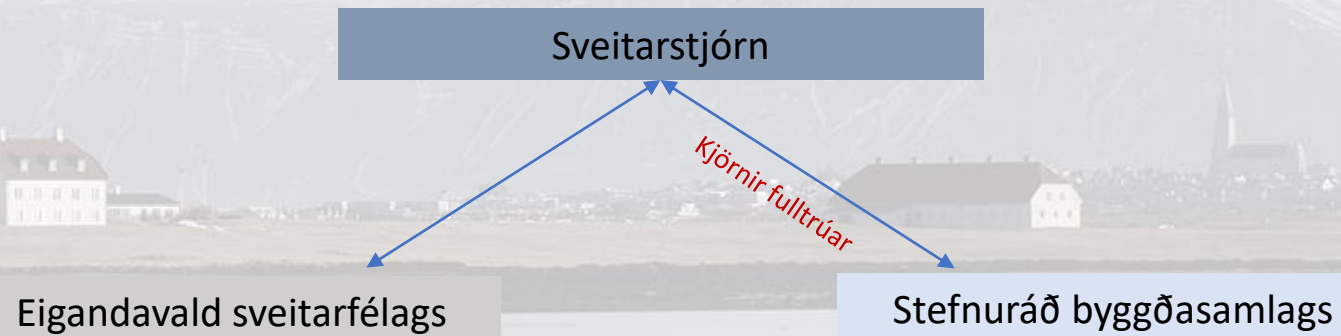 Sveitarstjórn
Kjörnir fulltrúar
Eigandavald sveitarfélags
Stefnuráð byggðasamlags